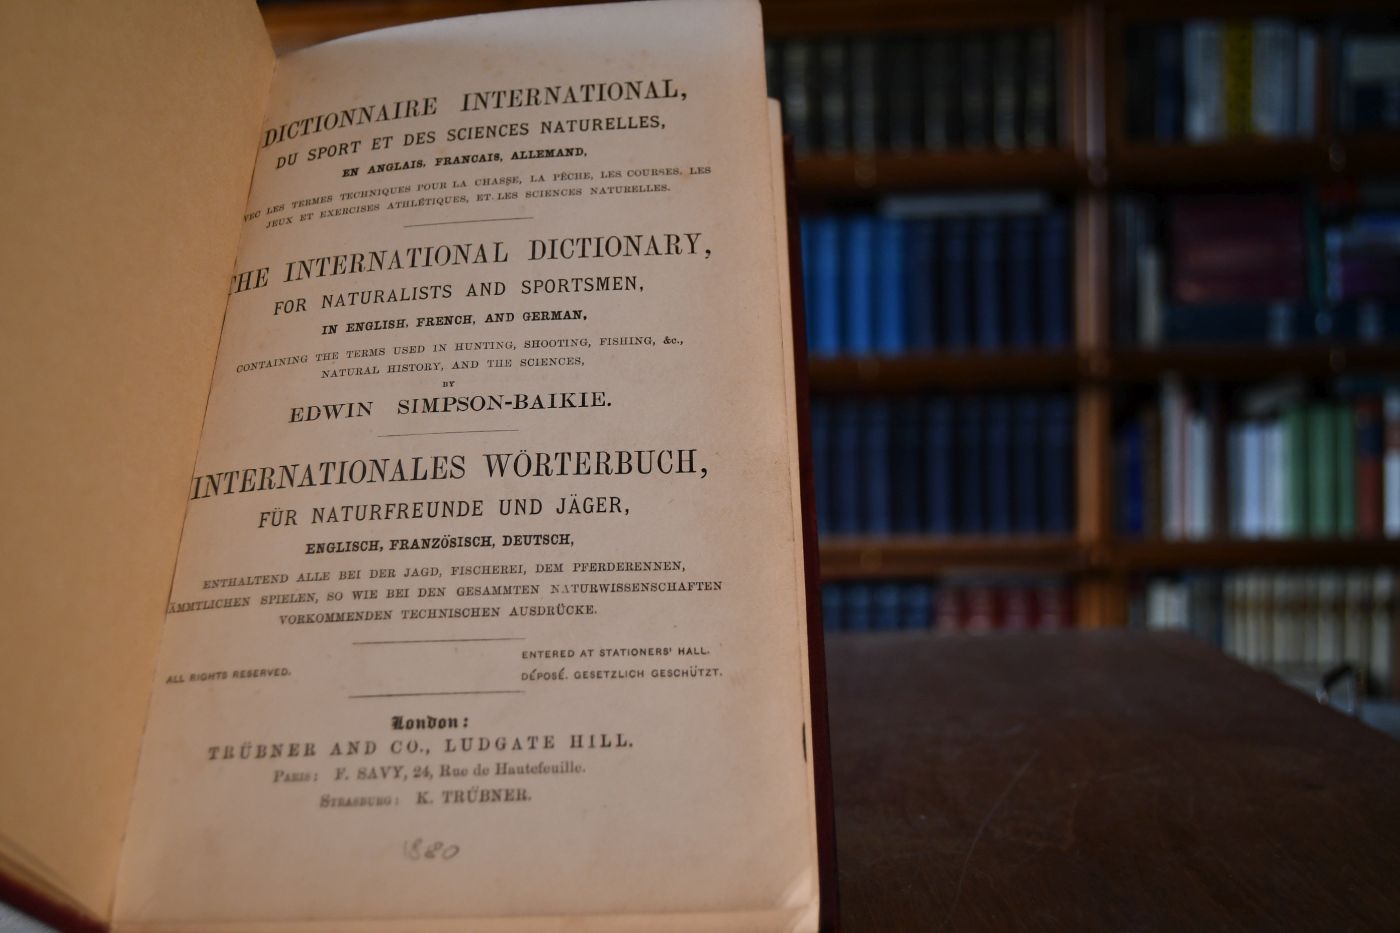 DICTIONNAIRE INTERNATIONAL,
DU SPORT ET DES SCIENCES NATURELLES,
EN ANGLAIS, FRANCAIS, ALLEMAND,
VEC LES TERMES TECHNIQUES POUR LA CHASSE, LA PÊCHE, LES COURSES, LES
JEUX ET EXERCISES ATHLÉTIQUES, ET LES SCIENCES NATURELLES.
THE INTERNATIONAL DICTIONARY,
FOR NATURALISTS AND SPORTSMEN,
IN ENGLISH, FRENCH, AND GERMAN,
CONTAINING THE TERMS USED IN HUNTING, SHOOTING, FISHING, &c.,
NATURAL HISTORY, AND THE SCIENCES,
BY
EDWIN SIMPSON-BAIKIE.
INTERNATIONALES WÖRTERBUCH,
FÜR NATURFREUNDE UND JÄGER,
ENGLISCH, FRANZÖSISCH, DEUTSCH,
ENTHALTEND ALLE BEI DER JAGD, FISCHEREI, DEM PFERDERENNEN,
ÄMMTLICHEN SPIELEN, SO WIE BEI DEN GESAMMTEN NATURWISSENSCHAFTEN
VORKOMMENDEN TECHNISCHEN AUSDRÜCKE.
ENTERED AT STATIONERS' HALL.
ALL RIGHTS RESERVED. DÉPOSÉ. GESETZLICH GESCHÜTZT.
London:
TRÜBNER AND CO., LUDGATE HILL.
PARIS: F. SAVY, 24, Rue de Hautefeuille.
STRASBURG: K. TRÜBNER.
1880